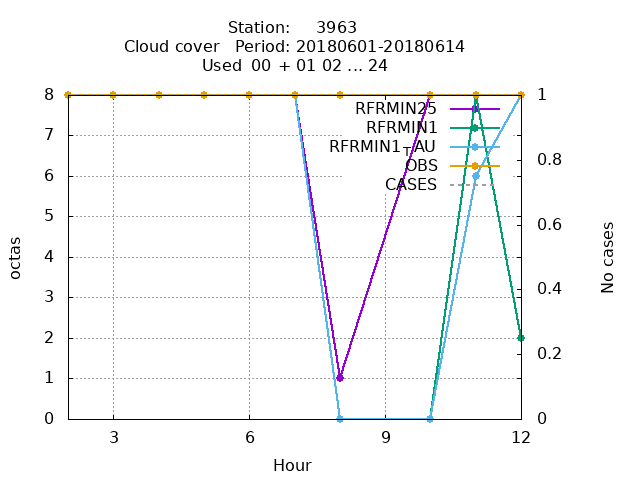 Station: 3963
Cloud cover Period: 20180601-20180614
Used 00 + 01 02 ... 24
8 1
RFRMIN25
RFRMIN1
RFRMIN1_AU
OBS
CASES
7
6
5
4
3
2
1
0
0.8
0.6
0.4
0.2
0
octas
No cases
3 6 9 12
Hour